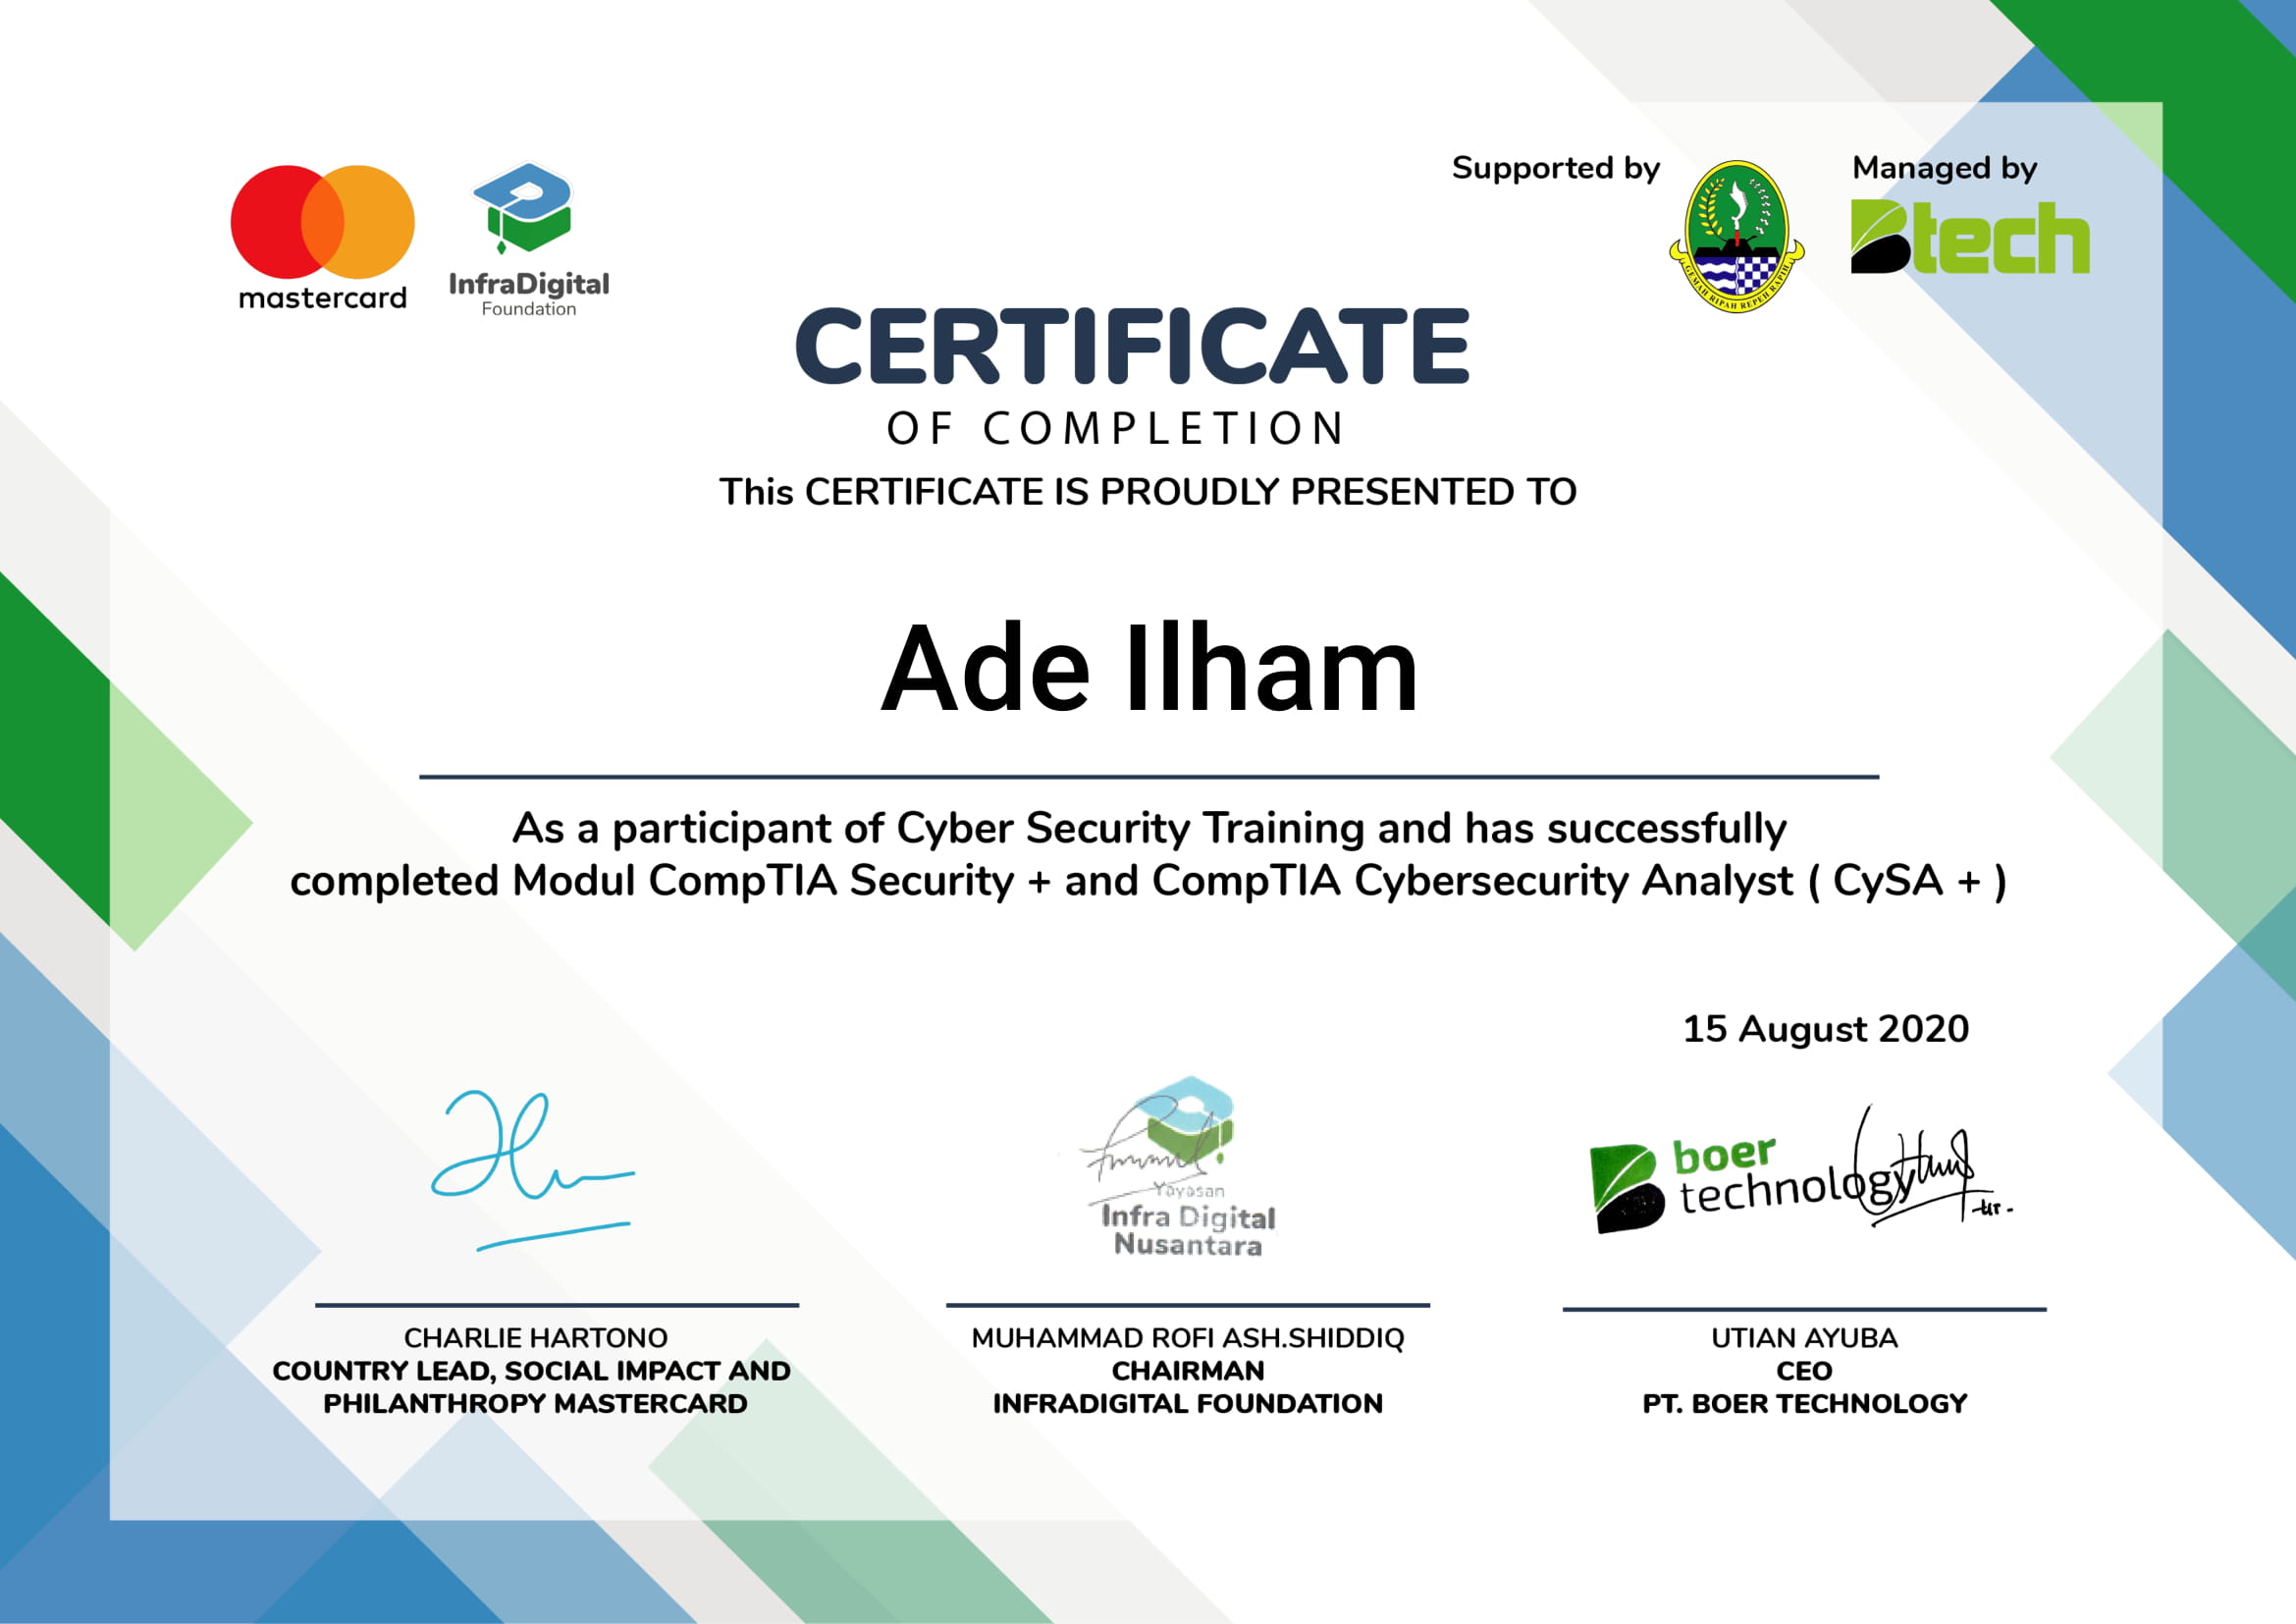 mastercard
InfraDigital
Foundation
Supported by
GEMAH RIPAH REPEH RAPIH
Managed by
Btech
CERTIFICATE
OF COMPLETION
This CERTIFICATE IS PROUDLY PRESENTED TO
Ade Ilham
As a participant of Cyber Security Training and has successfully
completed Modul CompTIA Security + and CompTIA Cybersecurity Analyst ( CySA + )
15 August 2020
Yayasan
Infra Digital
Nusantara
boer
technology
CHARLIE HARTONO
COUNTRY LEAD, SOCIAL IMPACT AND
PHILANTHROPY MASTERCARD
MUHAMMAD ROFI ASH.SHIDDIQ
CHAIRMAN
INFRADIGITAL FOUNDATION
UTIAN AYUBA
CEO
PT. BOER TECHNOLOGY